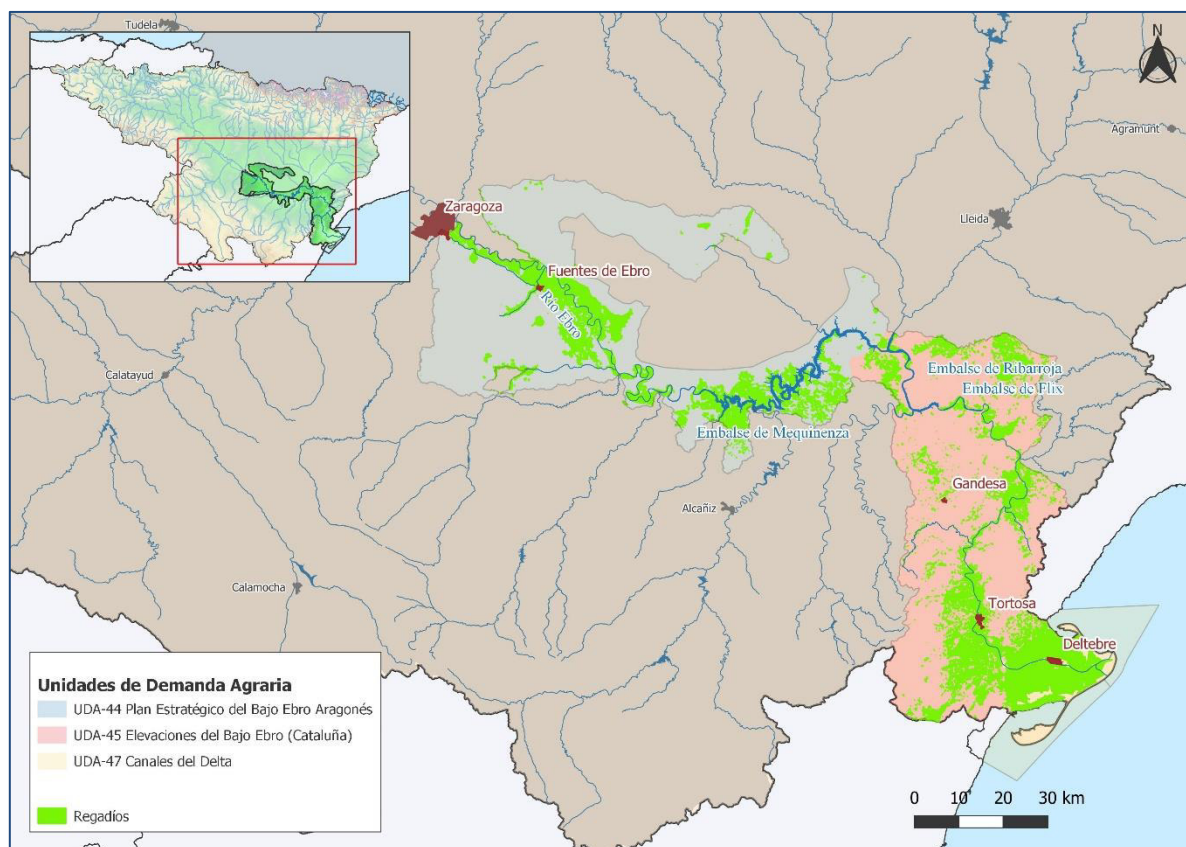 Tudela
N
Agramunt
Lleida
Zaragoza
Fuentes de Ebro
Río Ebro
Calatayud
Embalse de Ribarroja
Embalse de Flix
Embalse de Mequinenza
Gandesa
Alcañiz
Calamocha
Tortosa
Deltebre
Unidades de Demanda Agraria
UDA-44 Plan Estratégico del Bajo Ebro Aragonés
UDA-45 Elevaciones del Bajo Ebro (Cataluña)
UDA-47 Canales del Delta
Regadíos
0 10 20 30 km